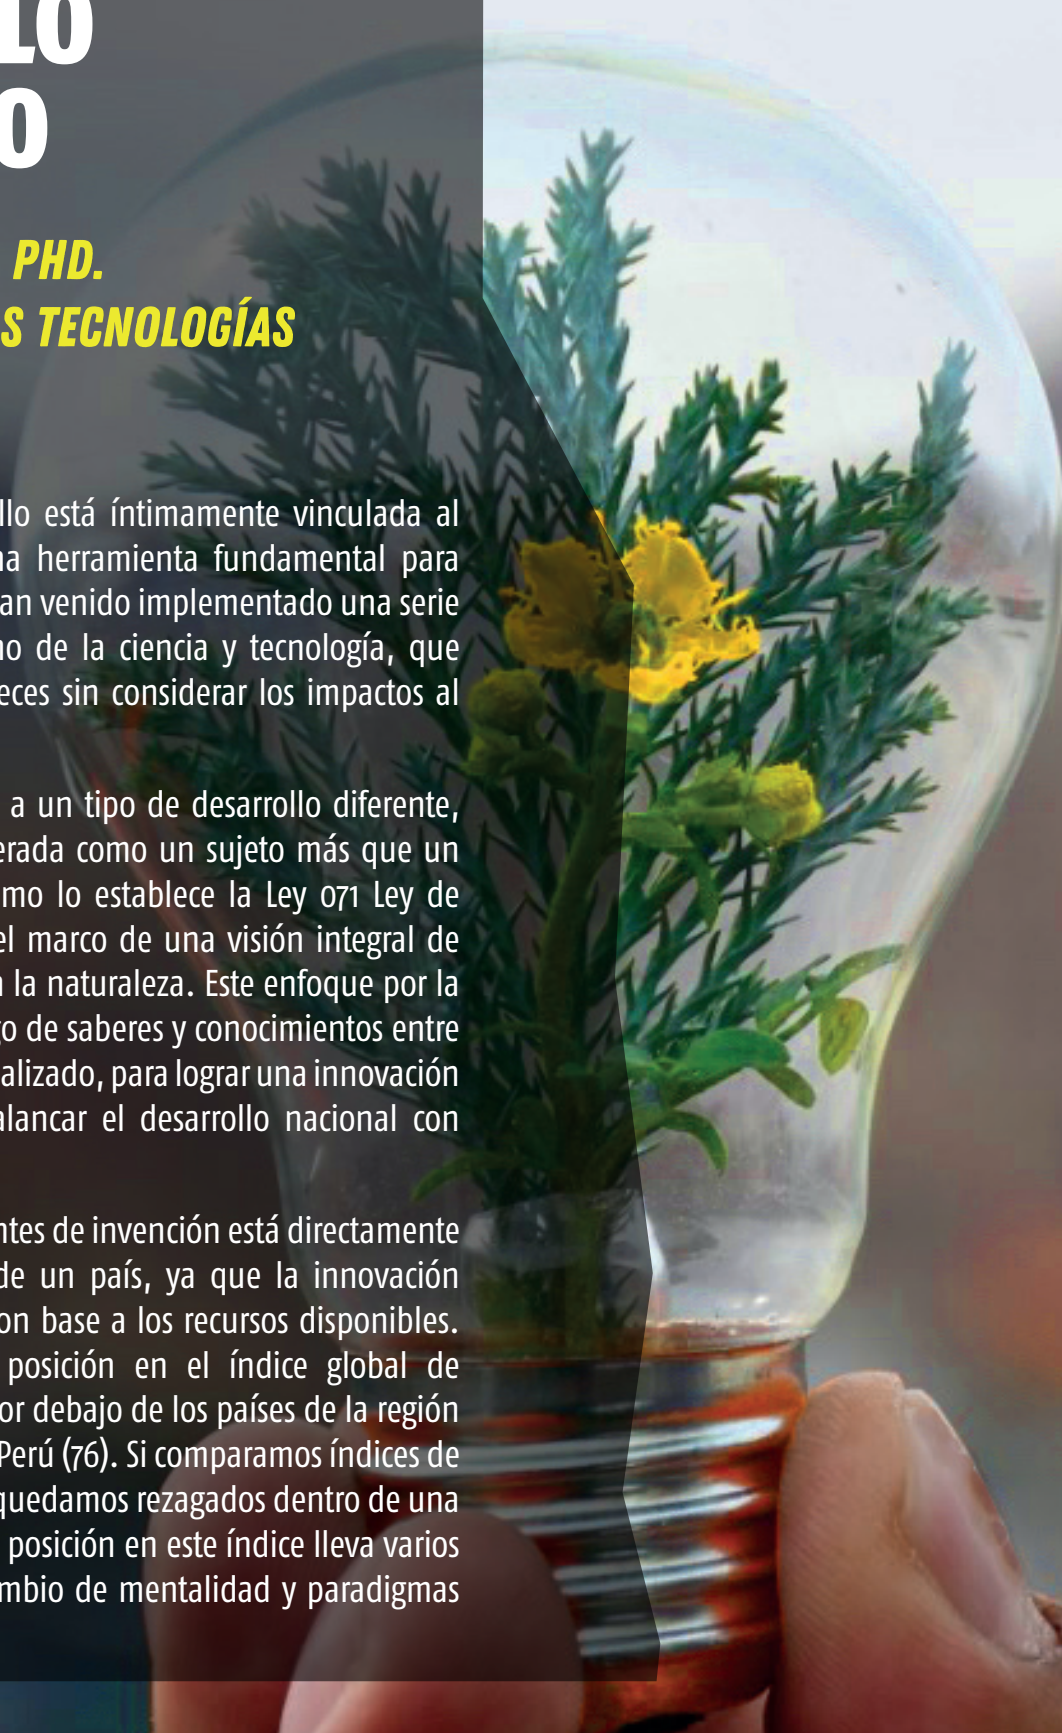 LO
O
PHD.
S TECNOLOGÍAS
llo está íntimamente vinculada al
na herramienta fundamental para
an venido implementado una serie
no de la ciencia y tecnología, que
eces sin considerar los impactos al
a un tipo de desarrollo diferente,
erada como un sujeto más que un
mo lo establece la Ley 071 Ley de
el marco de una visión integral de
n la naturaleza. Este enfoque por la
go de saberes y conocimientos entre
alizado, para lograr una innovación
alancar el desarrollo nacional con
ntes de invención está directamente
de un país, ya que la innovación
on base a los recursos disponibles.
posición en el índice global de
or debajo de los países de la región
Perú (76). Si comparamos índices de
quedamos rezagados dentro de una
posición en este índice lleva varios
mbio de mentalidad y paradigmas